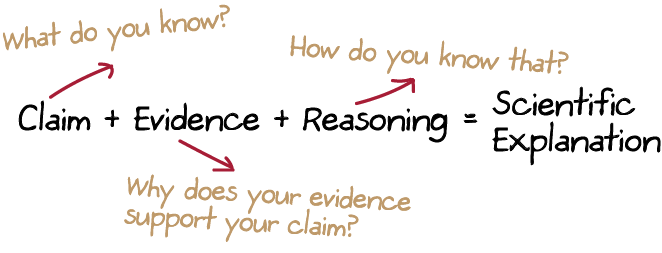 What do you know?
How do you know that?
Claim + Evidence + Reasoning = Scientific
Explanation
Why does your evidence
support your claim?